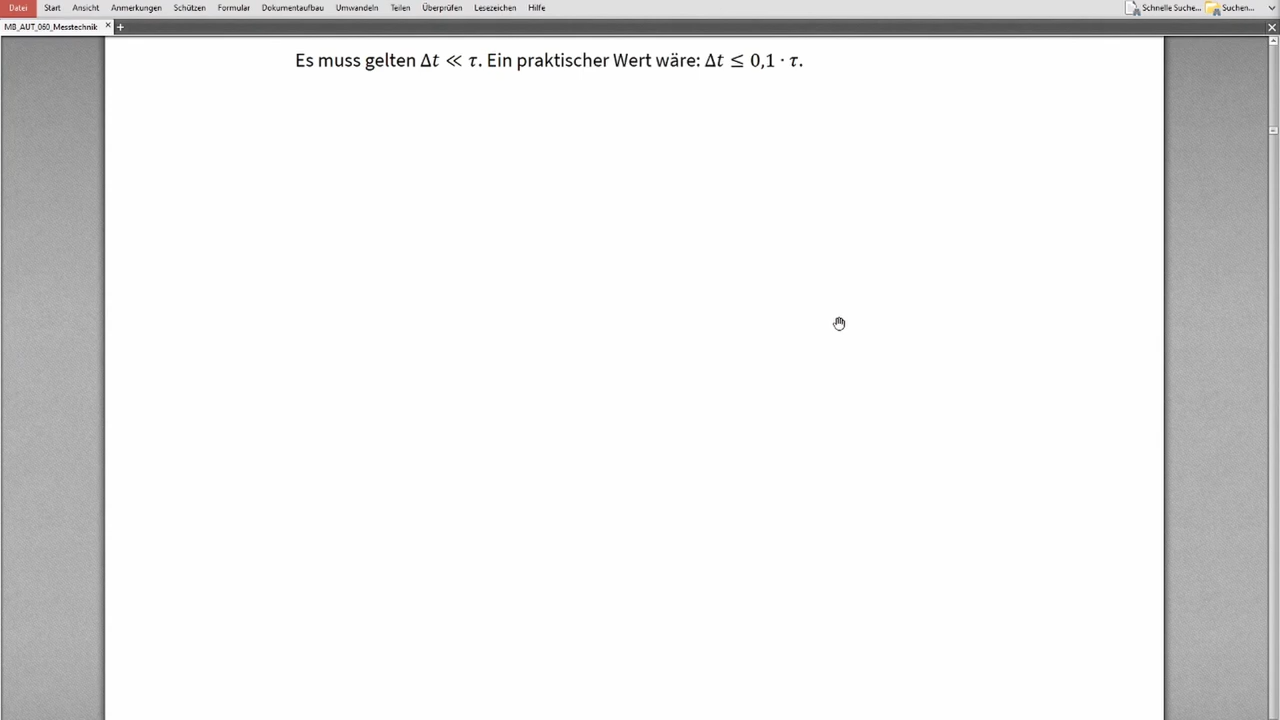 Datei Start Ansicht Anmerkungen Schützen Formular Dokumentaufbau Umwandeln Teilen Überprüfen Lesezeichen Hilfe Schnelle Suche... Suchen...
MB_AUT_060_Messtechnik × +
Es muss gelten Δt ≪ τ. Ein praktischer Wert wäre: Δt ≤ 0,1 · τ.